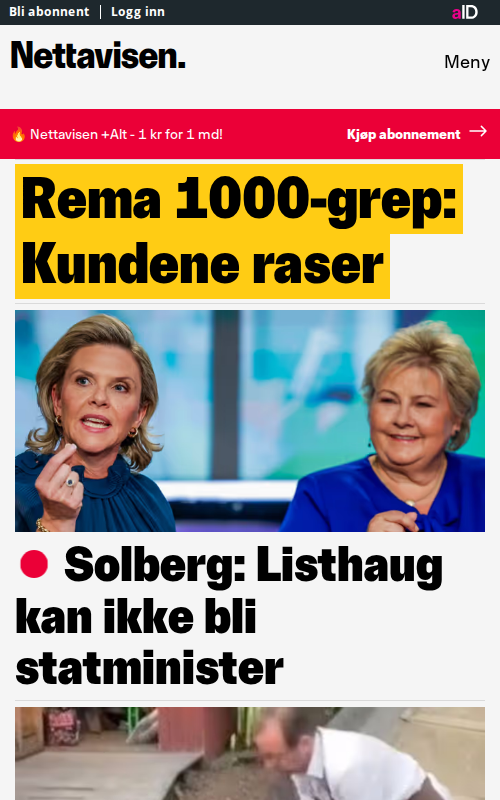 Bli abonnent | Logg inn
aID
Nettavisen.
Meny
🔥 Nettavisen +Alt - 1 kr for 1 md!
Kjøp abonnement →
Rema 1000-grep:
Kundene raser
Solberg: Listhaug
kan ikke bli
statminister